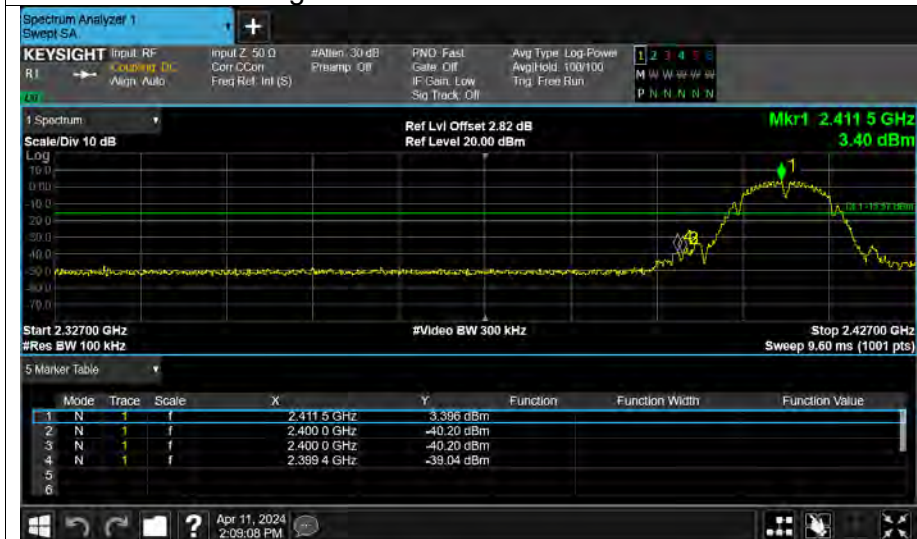 Spectrum Analyzer 1
Swept SA
+
KEYSIGHT Input: RF Input Z: 50 Ω #Atten: 30 dB PNO: Fast Avg Type: Log-Power 1 2 3 4 5 6
R L Coupling: DC Corr CCorr Preamp: Off Gate: Off Avg|Hold: 100/100 M W W W W W
Align: Auto Freq Ref: Int (S) IF Gain: Low Trig: Free Run P N N N N N
Sig Track: Off
1 Spectrum Ref Lvl Offset 2.82 dB Mkr1 2.411 5 GHz
Scale/Div 10 dB Ref Level 20.00 dBm 3.40 dBm
Log
10.0
0.00
-10.0
-20.0
-30.0
-40.0
-50.0
-60.0
-70.0
1
DL1 -15.57 dBm
Start 2.32700 GHz #Video BW 300 kHz Stop 2.42700 GHz
#Res BW 100 kHz Sweep 9.60 ms (1001 pts)
5 Marker Table
Mode Trace Scale X Y Function Function Width Function Value
1 N 1 f 2.411 5 GHz 3.396 dBm
2 N 1 f 2.400 0 GHz -40.20 dBm
3 N 1 f 2.400 0 GHz -40.20 dBm
4 N 1 f 2.399 4 GHz -39.04 dBm
5
6
? Apr 11, 2024
2:09:08 PM